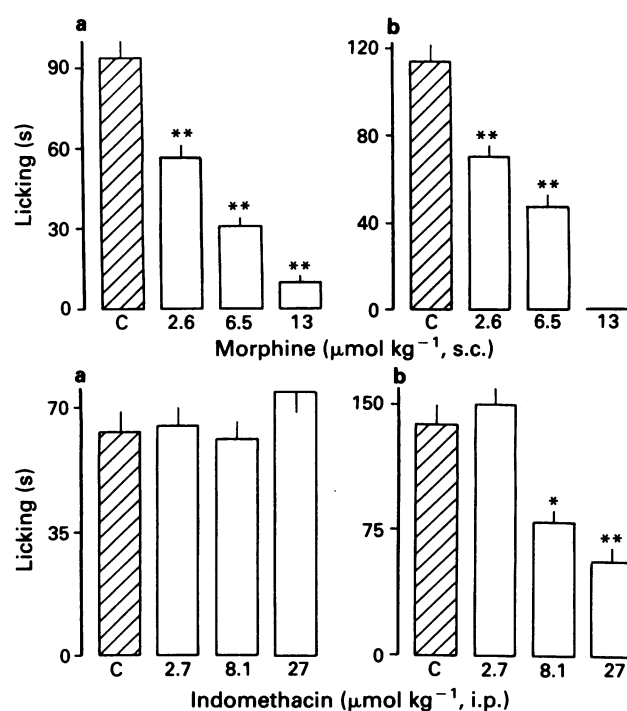 a
b
Licking (s)
90
60
30
0
**
**
**
C
2.6
6.5
13
120
80
40
0
**
**
C
2.6
6.5
13
Morphine (μmol kg⁻¹, s.c.)
a
b
Licking (s)
70
35
0
C
2.7
8.1
27
150
75
0
*
**
C
2.7
8.1
27
Indomethacin (μmol kg⁻¹, i.p.)